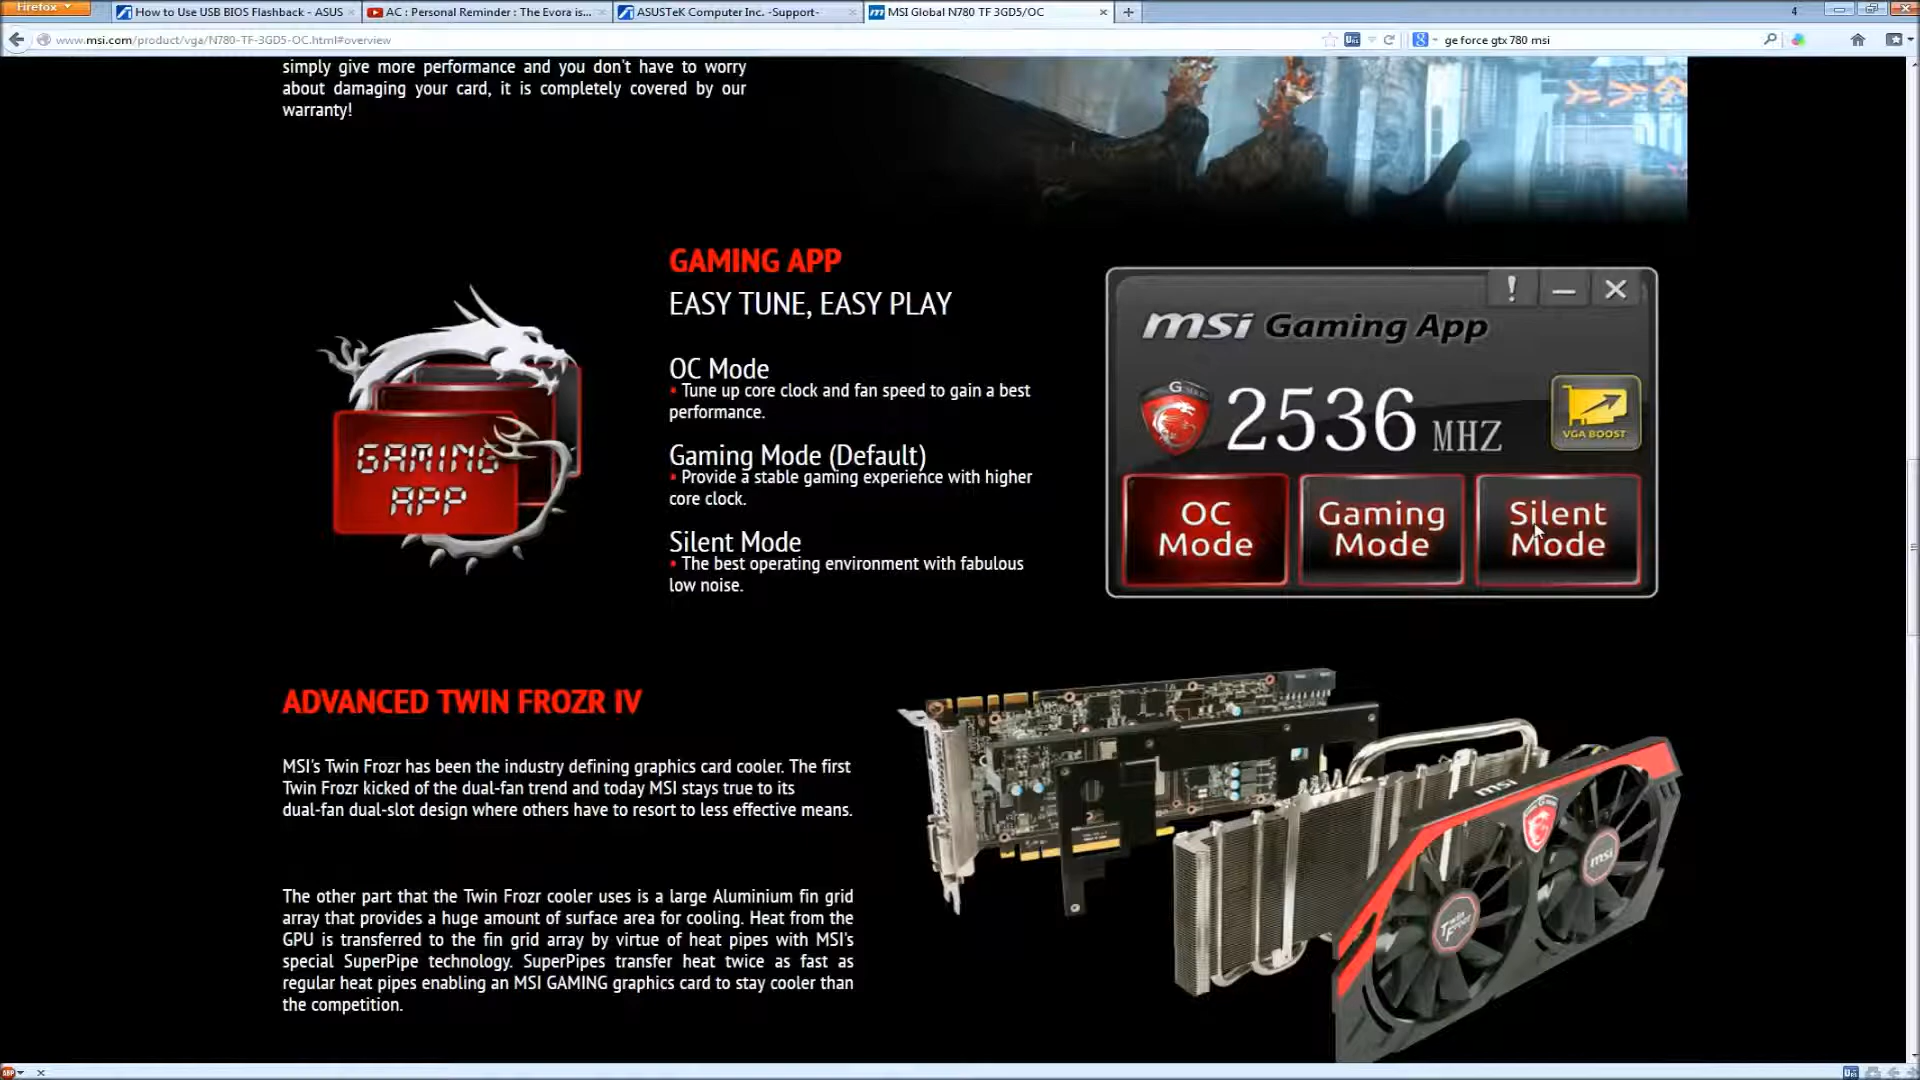 Firefox
How to Use USB BIOS Flashback - ASUS
AC : Personal Reminder : The Evora is...
ASUSTeK Computer Inc. -Support-
MSI Global N780 TF 3GD5/OC
4
www.msi.com/product/vga/N780-TF-3GD5-OC.html#overview
ge force gtx 780 msi
simply give more performance and you don't have to worry
about damaging your card, it is completely covered by our
warranty!
GAMING APP
EASY TUNE, EASY PLAY
OC Mode
• Tune up core clock and fan speed to gain a best
performance.
Gaming Mode (Default)
• Provide a stable gaming experience with higher
core clock.
Silent Mode
• The best operating environment with fabulous
low noise.
GAMING
APP
msi Gaming App
2536 MHZ
VGA BOOST
OC
Mode
Gaming
Mode
Silent
Mode
ADVANCED TWIN FROZR IV
MSI's Twin Frozr has been the industry defining graphics card cooler. The first
Twin Frozr kicked of the dual-fan trend and today MSI stays true to its
dual-fan dual-slot design where others have to resort to less effective means.
The other part that the Twin Frozr cooler uses is a large Aluminium fin grid
array that provides a huge amount of surface area for cooling. Heat from the
GPU is transferred to the fin grid array by virtue of heat pipes with MSI's
special SuperPipe technology. SuperPipes transfer heat twice as fast as
regular heat pipes enabling an MSI GAMING graphics card to stay cooler than
the competition.
msi
msi
Twin
Frozr
ABP